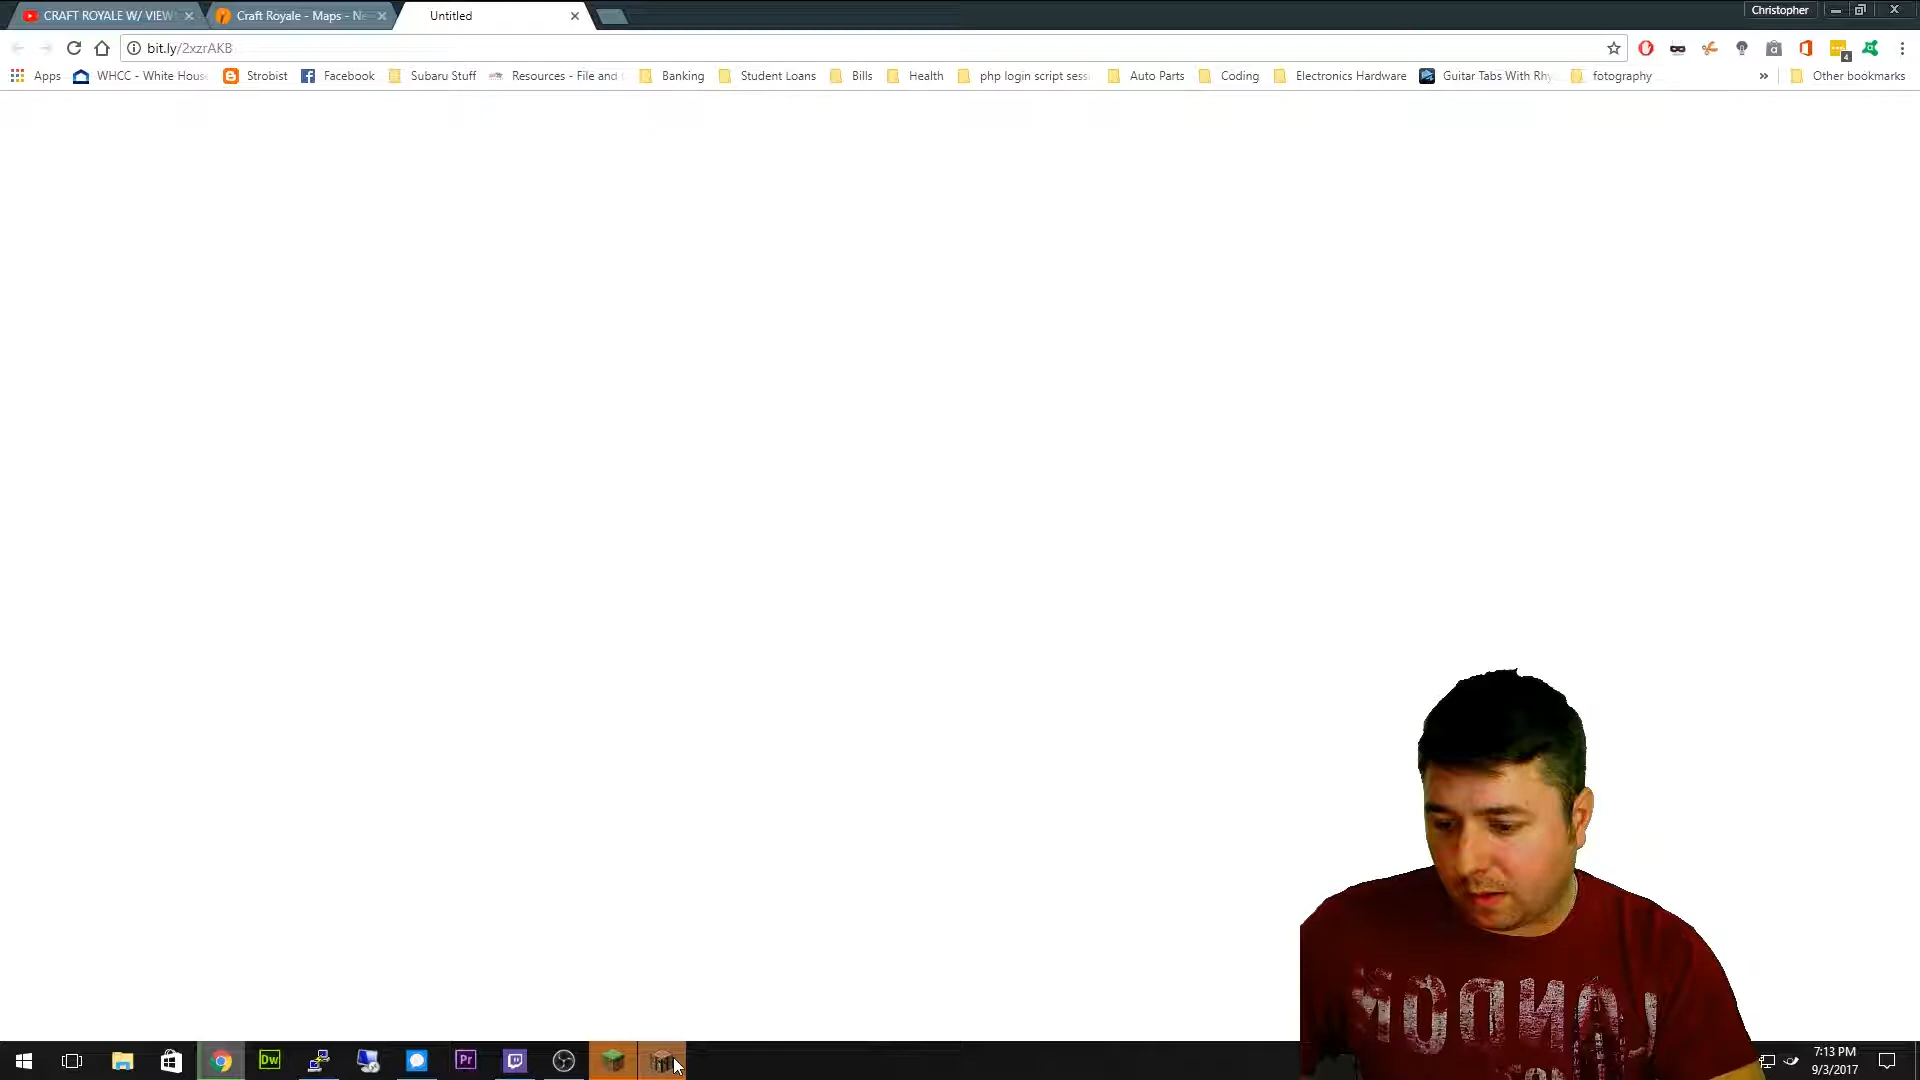 CRAFT ROYALE W/ VIEW
Craft Royale - Maps - Ne
Untitled
Christopher
bit.ly/2xzrAKB
Apps
WHCC - White Hous
Strobist
Facebook
Subaru Stuff
Resources - File and
Banking
Student Loans
Bills
Health
php login script sess
Auto Parts
Coding
Electronics Hardware
Guitar Tabs With Rhy
fotography
»
Other bookmarks
4
Dw
Pr
7:13 PM
9/3/2017